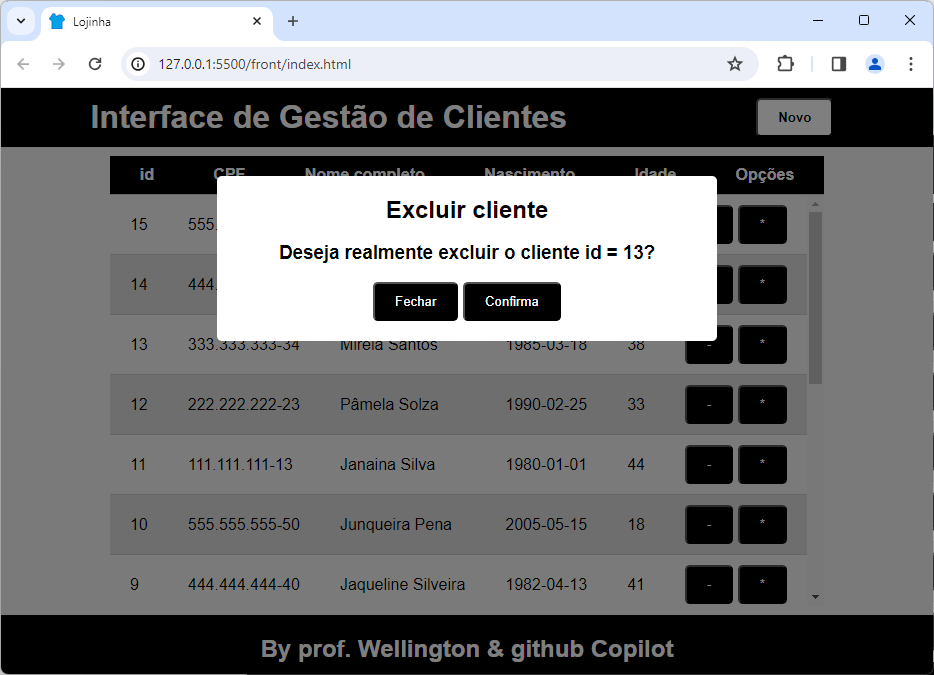 Lojinha
127.0.0.1:5500/front/index.html
Interface de Gestão de Clientes Novo
id CPF Nome completo Nascimento Idade Opções
Excluir cliente
Deseja realmente excluir o cliente id = 13?
Fechar Confirma
15 555. *
14 444. *
13 333.333.333-34 Mirela Santos 1985-03-18 38 - *
12 222.222.222-23 Pâmela Solza 1990-02-25 33 - *
11 111.111.111-13 Janaina Silva 1980-01-01 44 - *
10 555.555.555-50 Junqueira Pena 2005-05-15 18 - *
9 444.444.444-40 Jaqueline Silveira 1982-04-13 41 - *
By prof. Wellington & github Copilot